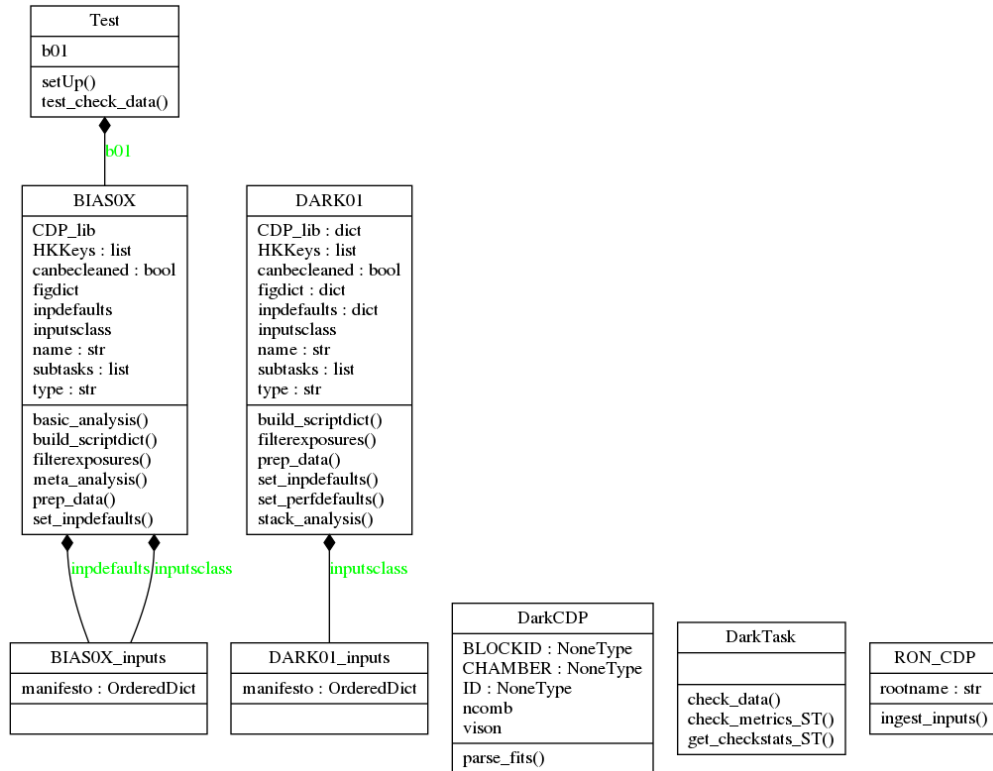 Test
b01
setUp()
test_check_data()
b01
BIAS0X
CDP_lib
HKKeys : list
canbecleaned : bool
figdict
inpdefaults
inputsclass
name : str
subtasks : list
type : str
basic_analysis()
build_scriptdict()
filterexposures()
meta_analysis()
prep_data()
set_inpdefaults()
DARK01
CDP_lib : dict
HKKeys : list
canbecleaned : bool
figdict : dict
inpdefaults : dict
inputsclass
name : str
subtasks : list
type : str
build_scriptdict()
filterexposures()
prep_data()
set_inpdefaults()
set_perfdefaults()
stack_analysis()
inpdefaults
inputsclass
inputsclass
BIAS0X_inputs
manifesto : OrderedDict
DARK01_inputs
manifesto : OrderedDict
DarkCDP
BLOCKID : NoneType
CHAMBER : NoneType
ID : NoneType
ncomb
vison
parse_fits()
DarkTask
check_data()
check_metrics_ST()
get_checkstats_ST()
RON_CDP
rootname : str
ingest_inputs()